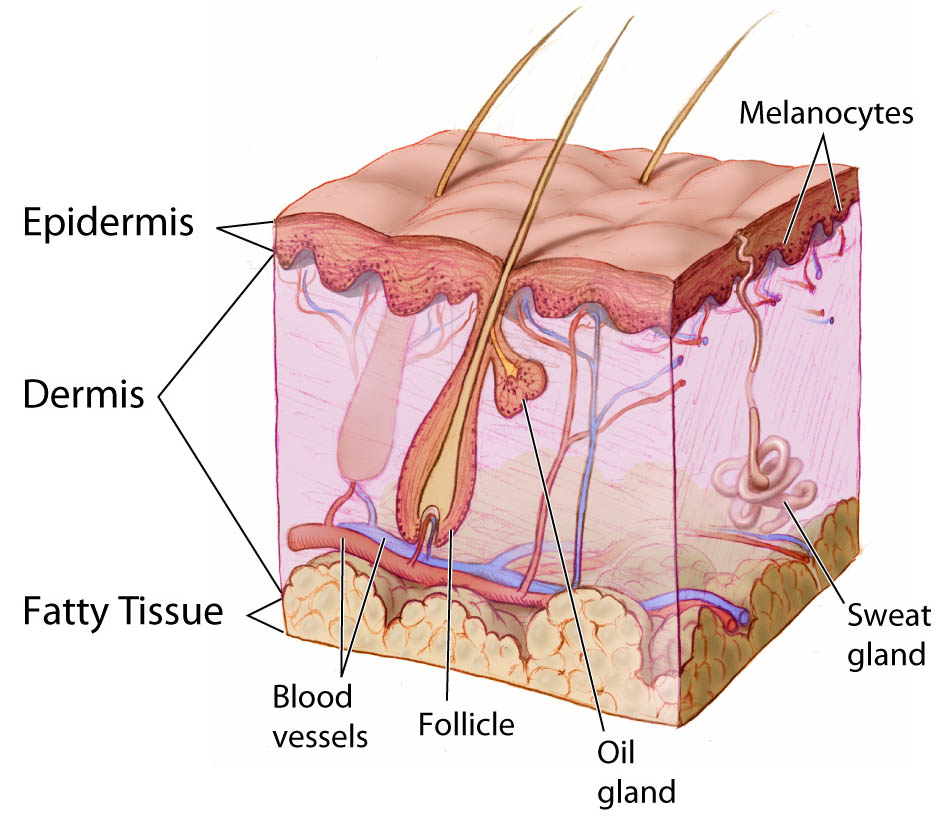 Melanocytes
Epidermis
Dermis
Fatty Tissue
Blood
vessels
Follicle
Oil
gland
Sweat
gland